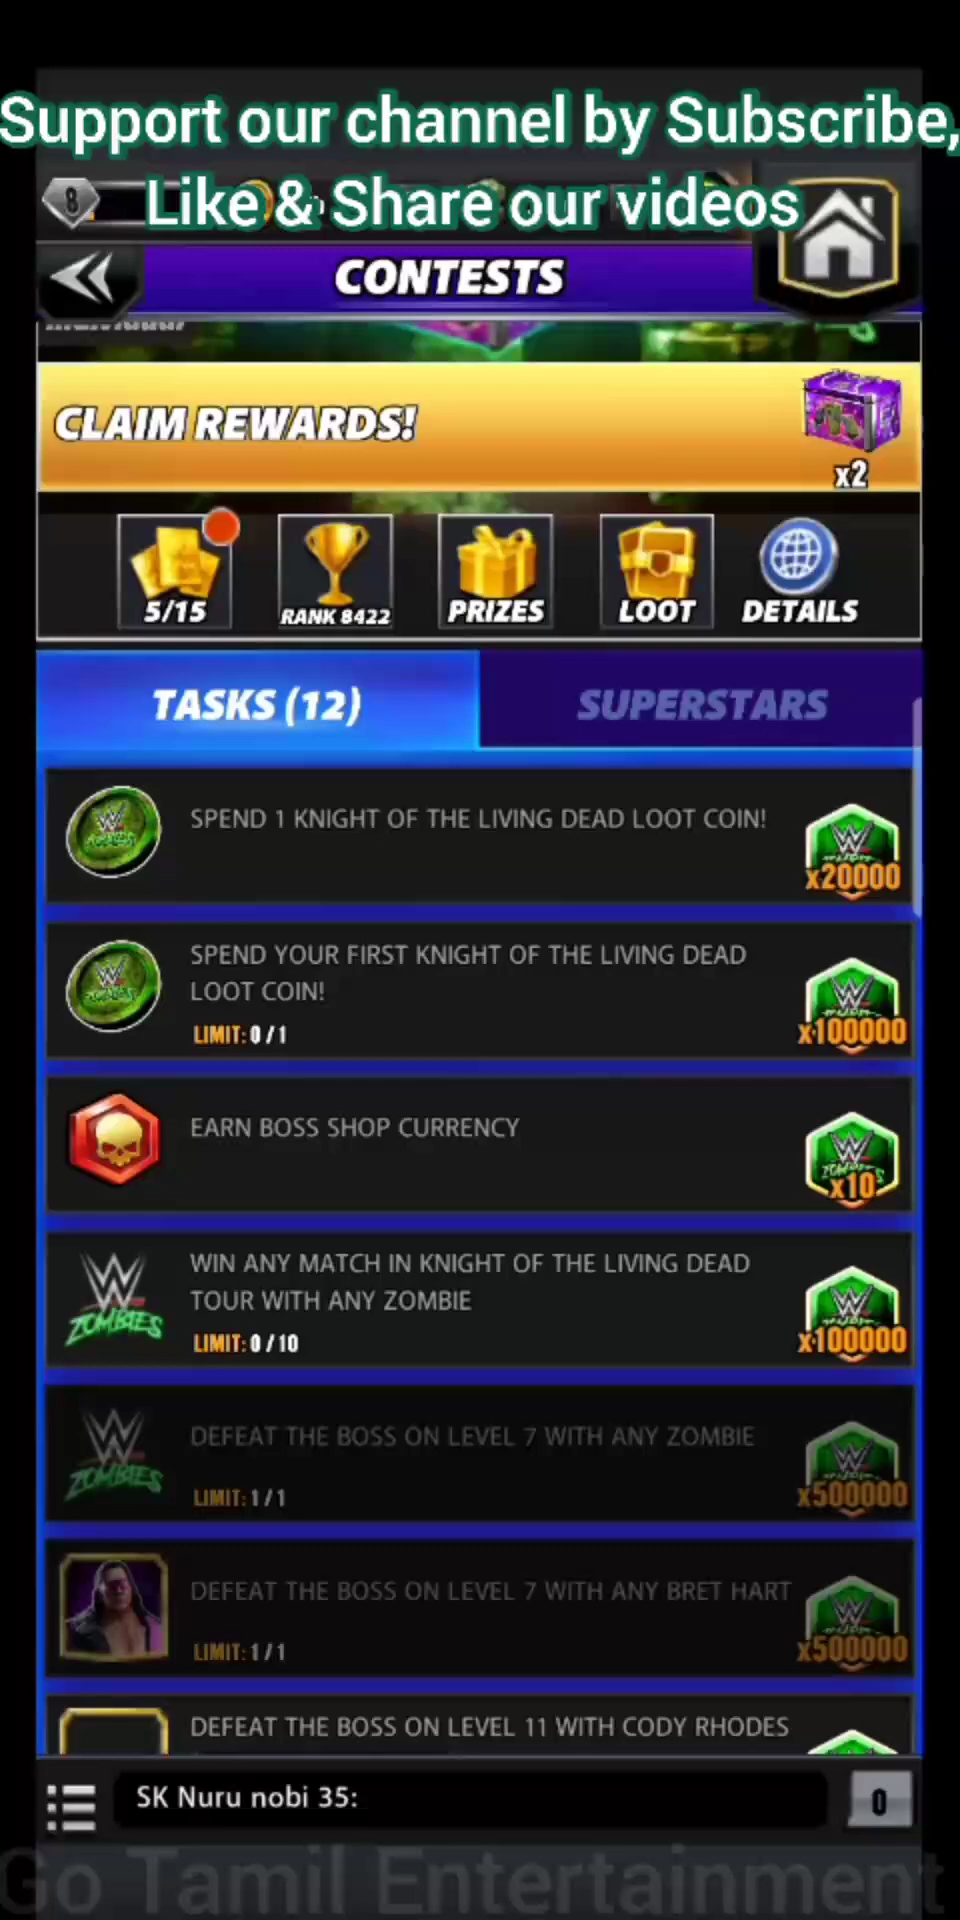 Support our channel by Subscribe,
Like & Share our videos
8
CONTESTS
CLAIM REWARDS!
x2
5/15
RANK 8422
PRIZES
LOOT
DETAILS
TASKS (12)
SUPERSTARS
SPEND 1 KNIGHT OF THE LIVING DEAD LOOT COIN!
x20000
SPEND YOUR FIRST KNIGHT OF THE LIVING DEAD
LOOT COIN!
LIMIT: 0 / 1
x100000
EARN BOSS SHOP CURRENCY
x10
WIN ANY MATCH IN KNIGHT OF THE LIVING DEAD
TOUR WITH ANY ZOMBIE
ZOMBIES
LIMIT: 0 / 10
x100000
DEFEAT THE BOSS ON LEVEL 7 WITH ANY ZOMBIE
ZOMBIES
LIMIT: 1 / 1
x500000
DEFEAT THE BOSS ON LEVEL 7 WITH ANY BRET HART
LIMIT: 1 / 1
x500000
DEFEAT THE BOSS ON LEVEL 11 WITH CODY RHODES
SK Nuru nobi 35:
0
Go Tamil Entertainment